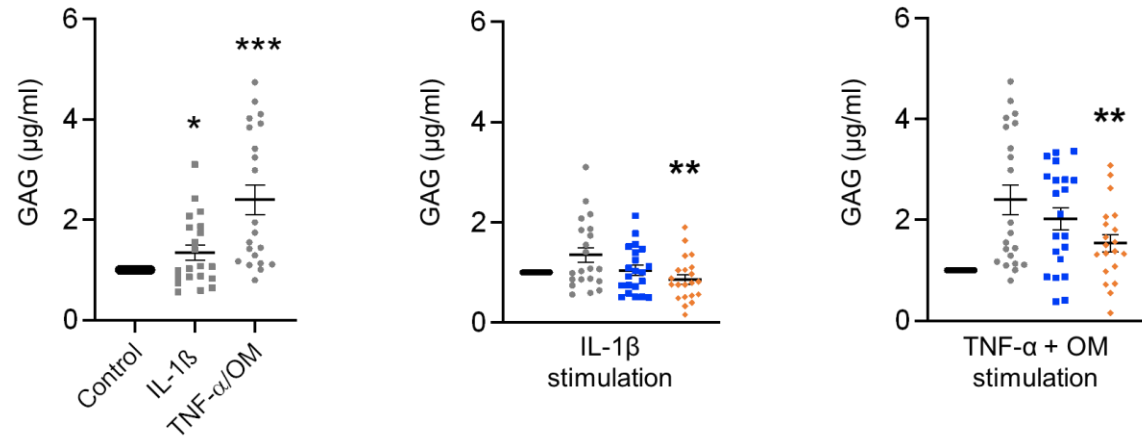 6
4
2
0
GAG (µg/ml)
*
***
Control
IL-1ß
TNF-α/OM
6
4
2
0
GAG (µg/ml)
**
IL-1β
stimulation
6
4
2
0
GAG (µg/ml)
**
TNF-α + OM
stimulation